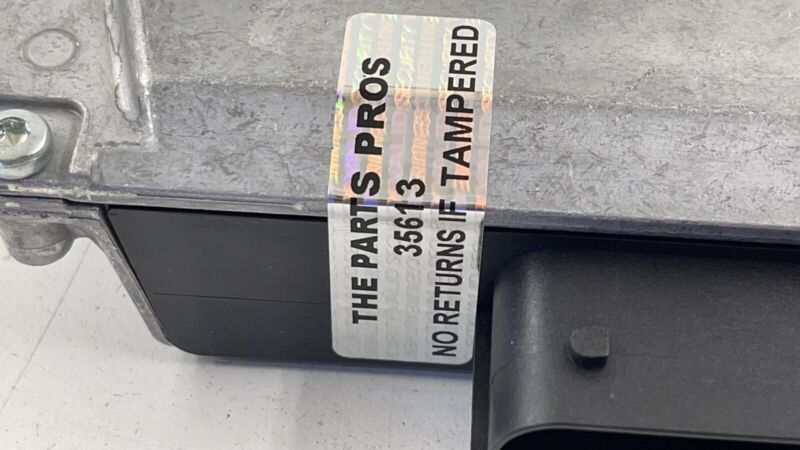 THE PARTS PROS
35613
NO RETURNS IF TAMPERED